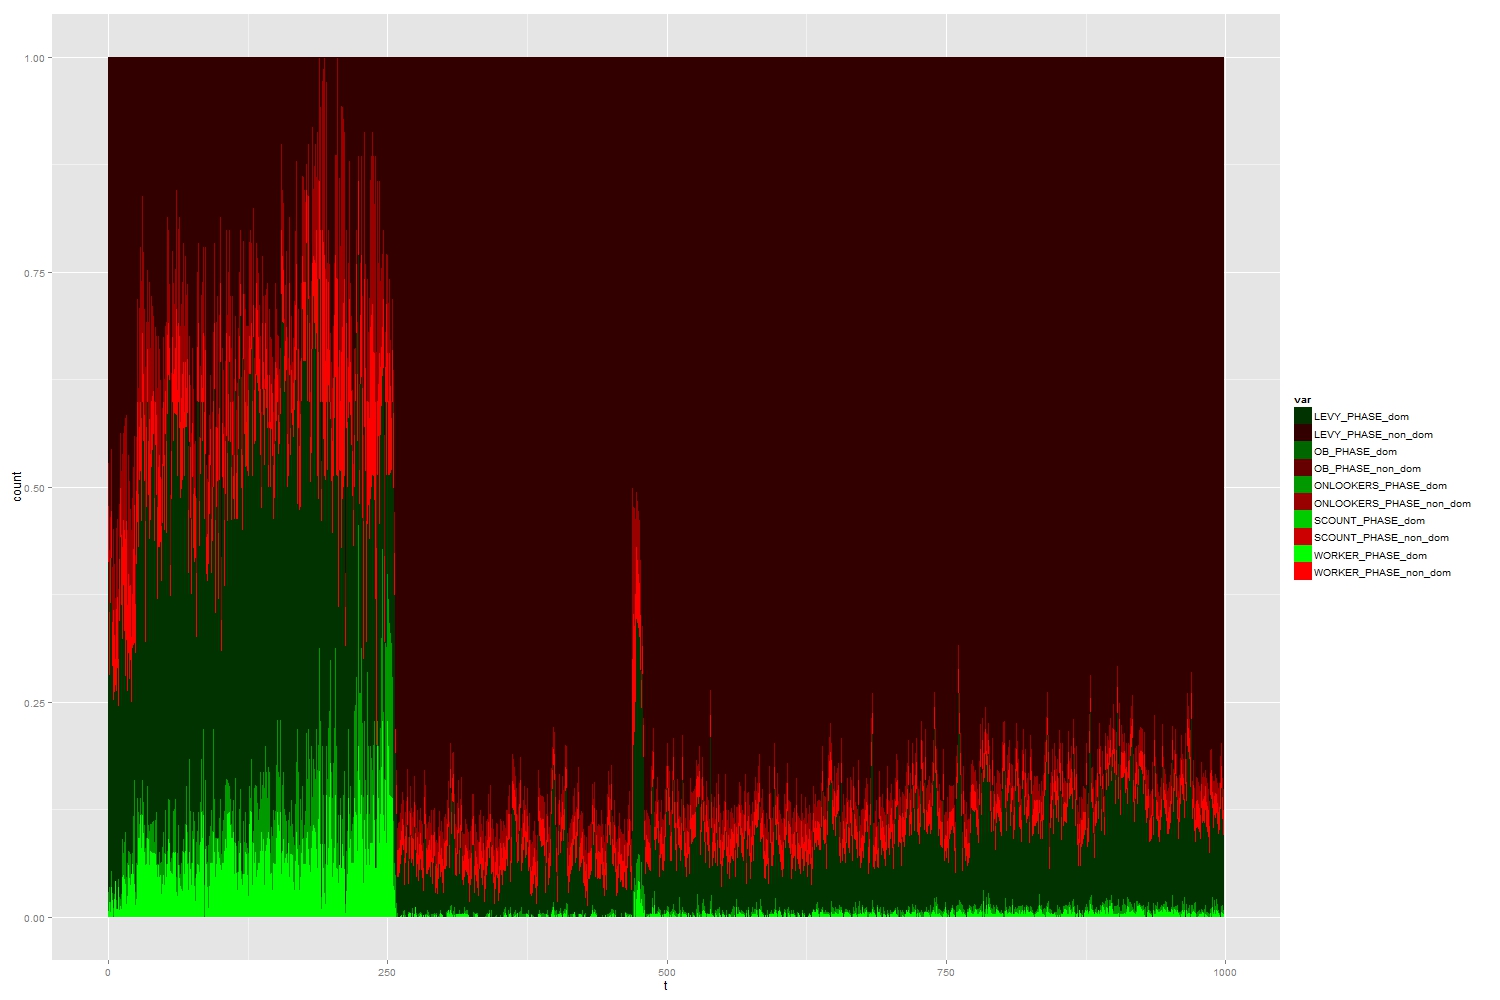 1.00
0.75
0.50
0.25
0.00
count
0
250
500
750
1000
t
var
LEVY_PHASE_dom
LEVY_PHASE_non_dom
OB_PHASE_dom
OB_PHASE_non_dom
ONLOOKERS_PHASE_dom
ONLOOKERS_PHASE_non_dom
SCOUNT_PHASE_dom
SCOUNT_PHASE_non_dom
WORKER_PHASE_dom
WORKER_PHASE_non_dom